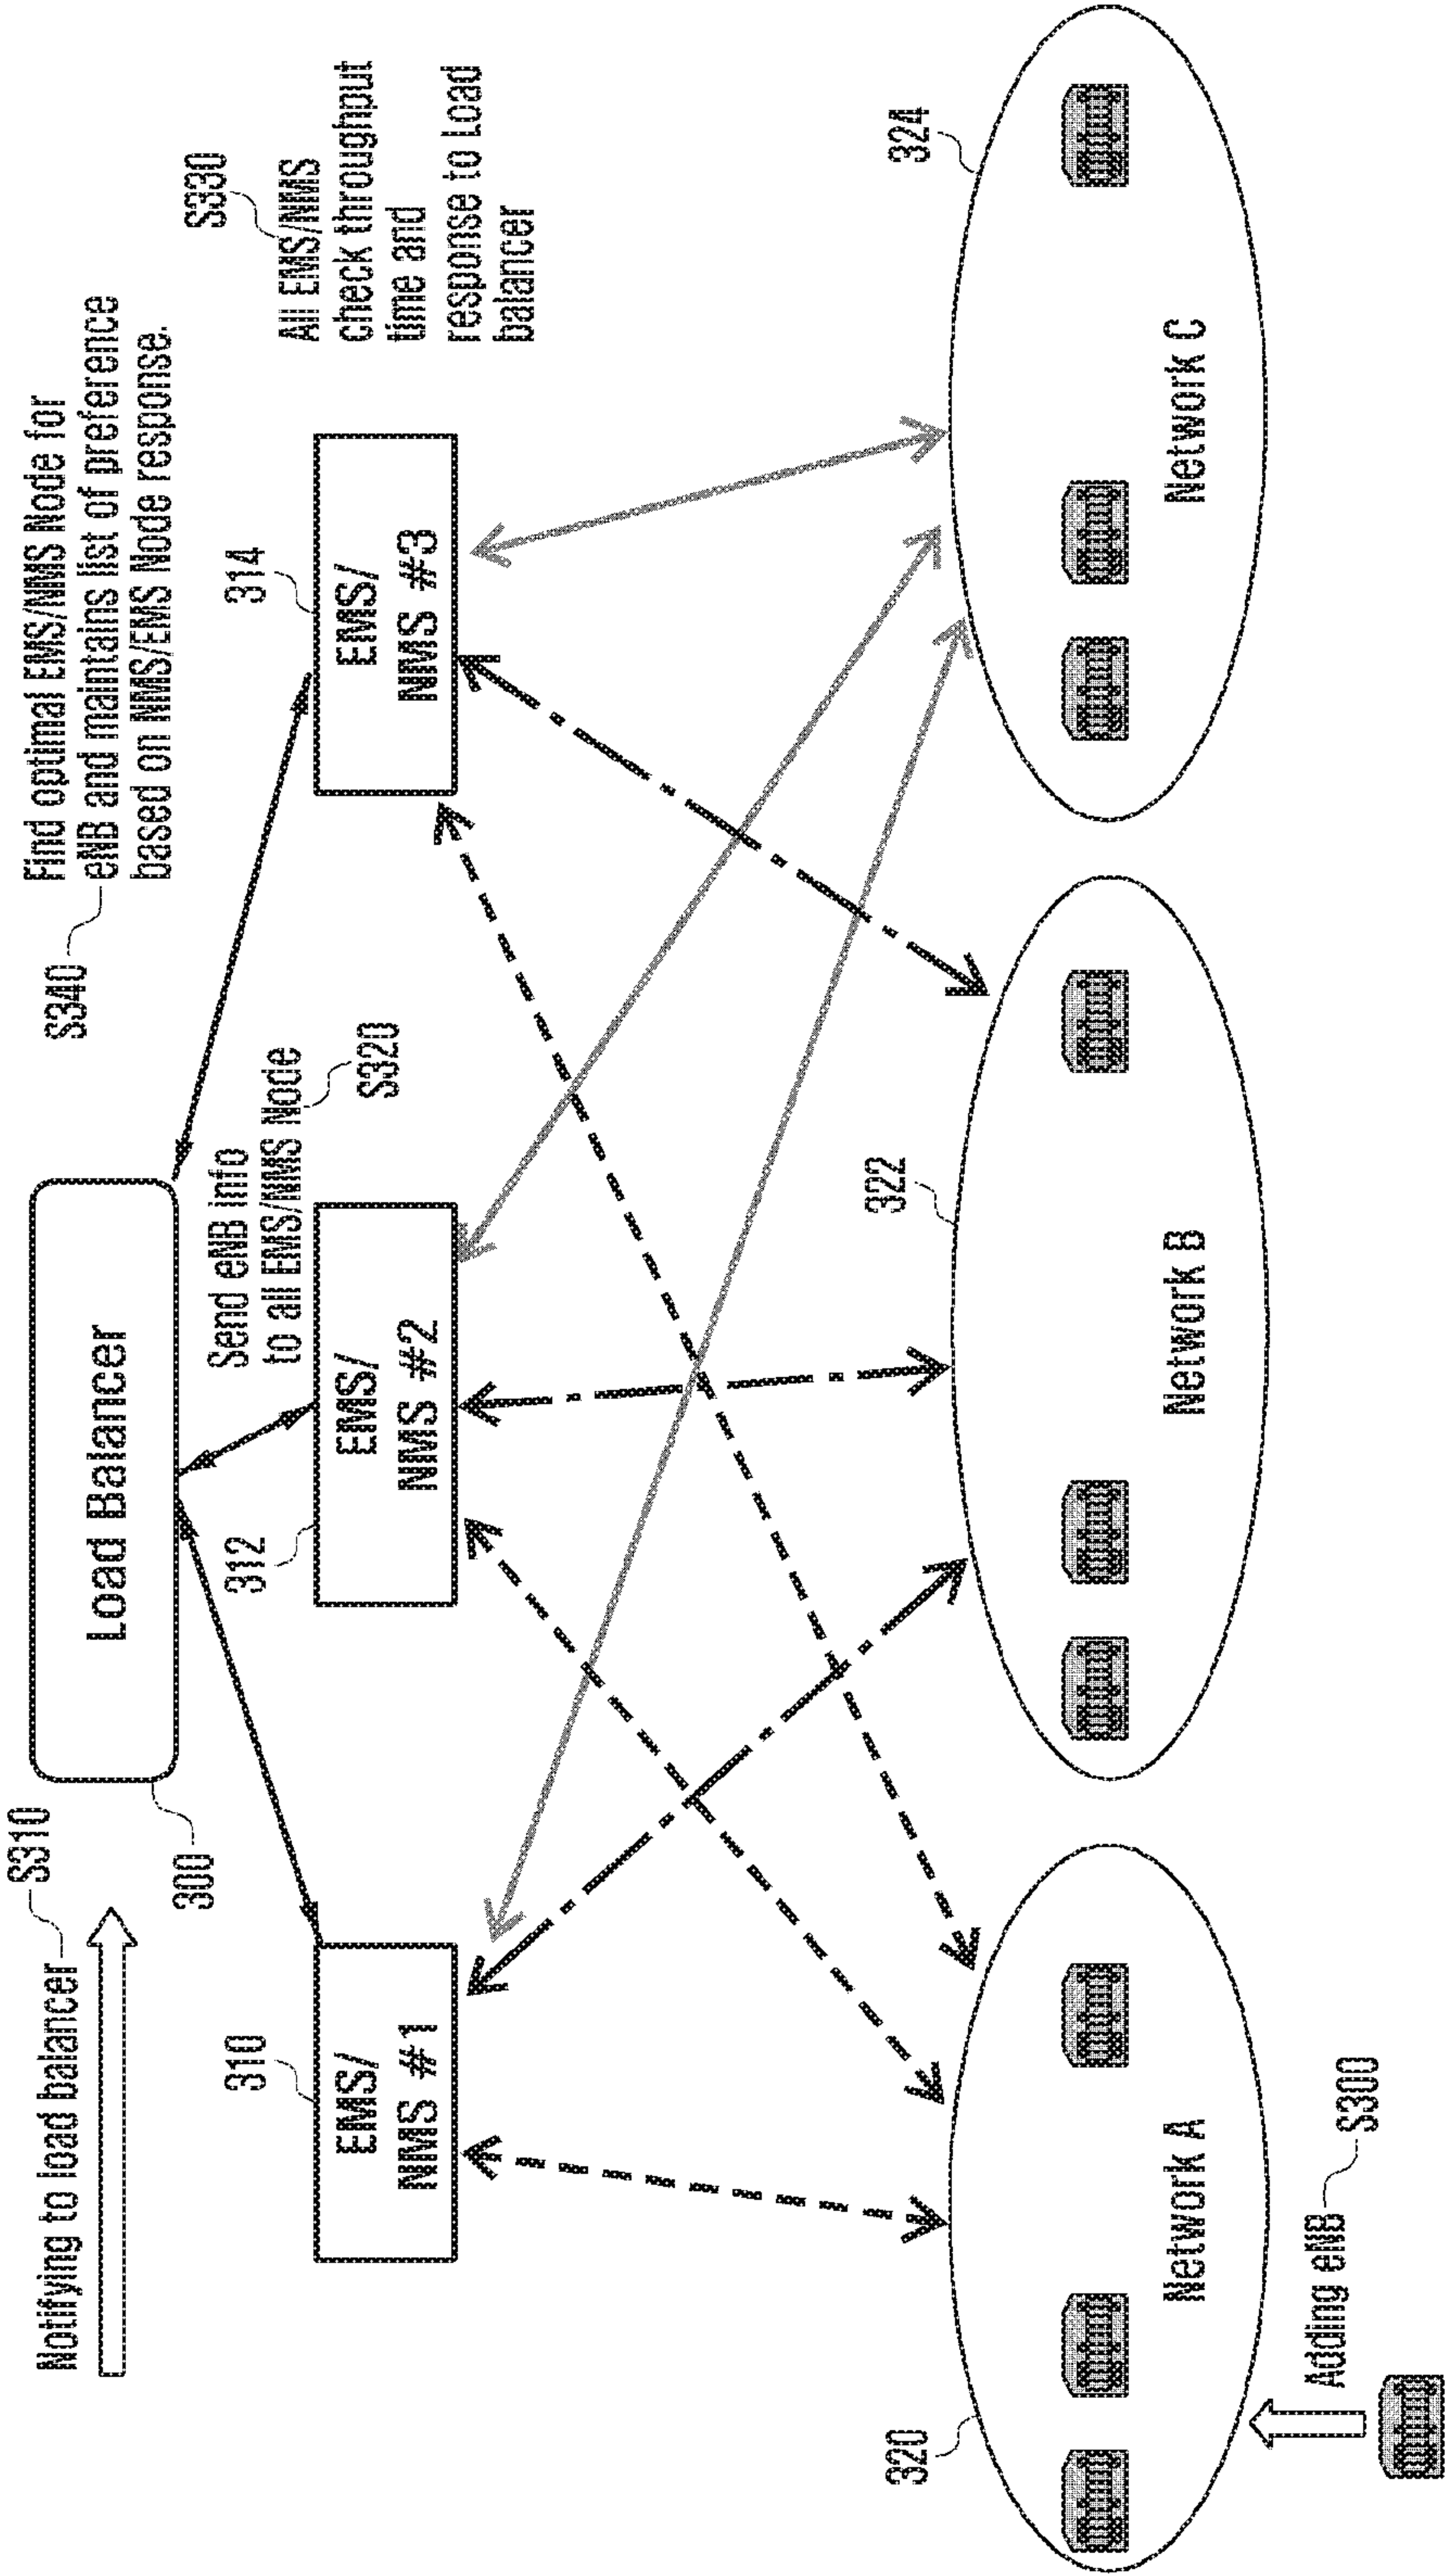 Notifying to load balancer
S310
300
Load Balancer
S340
Find optimal EMS/NMS Node for
eNB and maintains list of preference
based on NMS/EMS Node response.
Send eNB info
to all EMS/NMS Node
S320
S330
All EMS/NMS
check throughput
time and
response to Load
balancer
310
EMS/
NMS #1
312
EMS/
NMS #2
314
EMS/
NMS #3
320
Network A
322
Network B
324
Network C
Adding eNB
S300